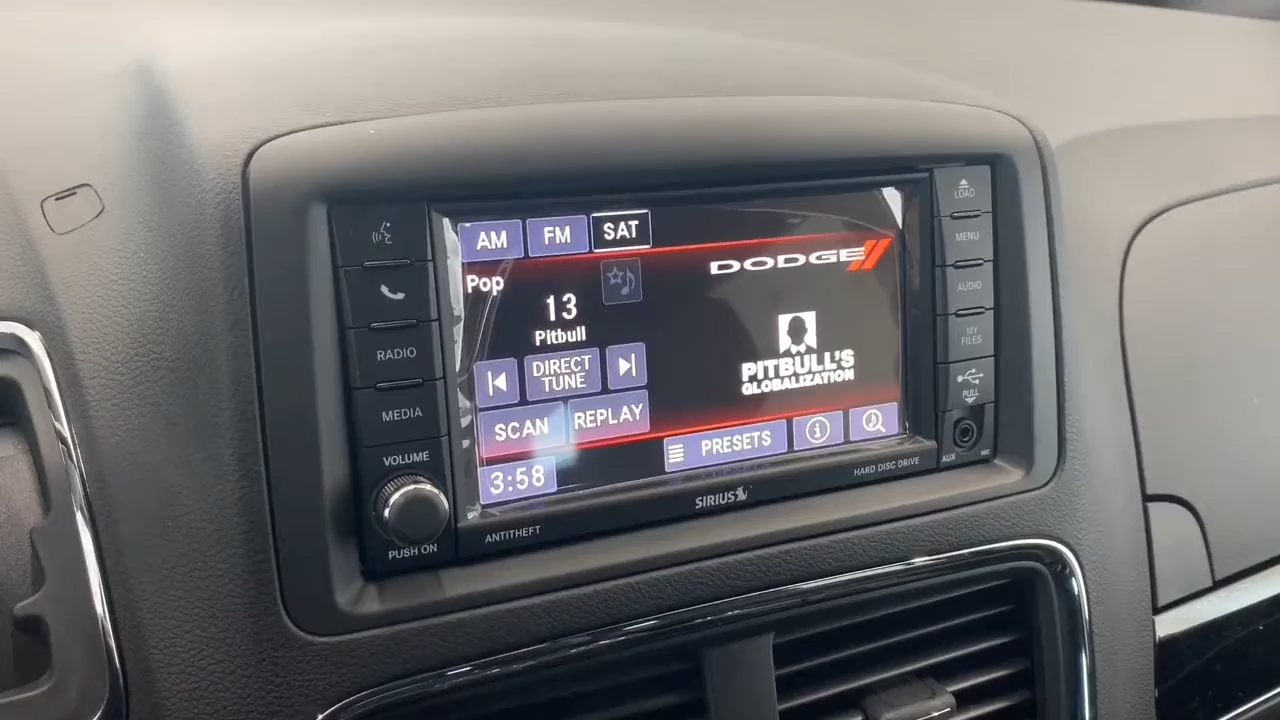 AM FM SAT
Pop
13
Pitbull
DIRECT
TUNE
SCAN REPLAY
3:58
DODGE
PITBULL'S
GLOBALIZATION
PRESETS
RADIO
MEDIA
VOLUME
PUSH ON
ANTITHEFT
SIRIUS
HARD DISC DRIVE
LOAD
MENU
AUDIO
MY
FILES
PULL
AUX